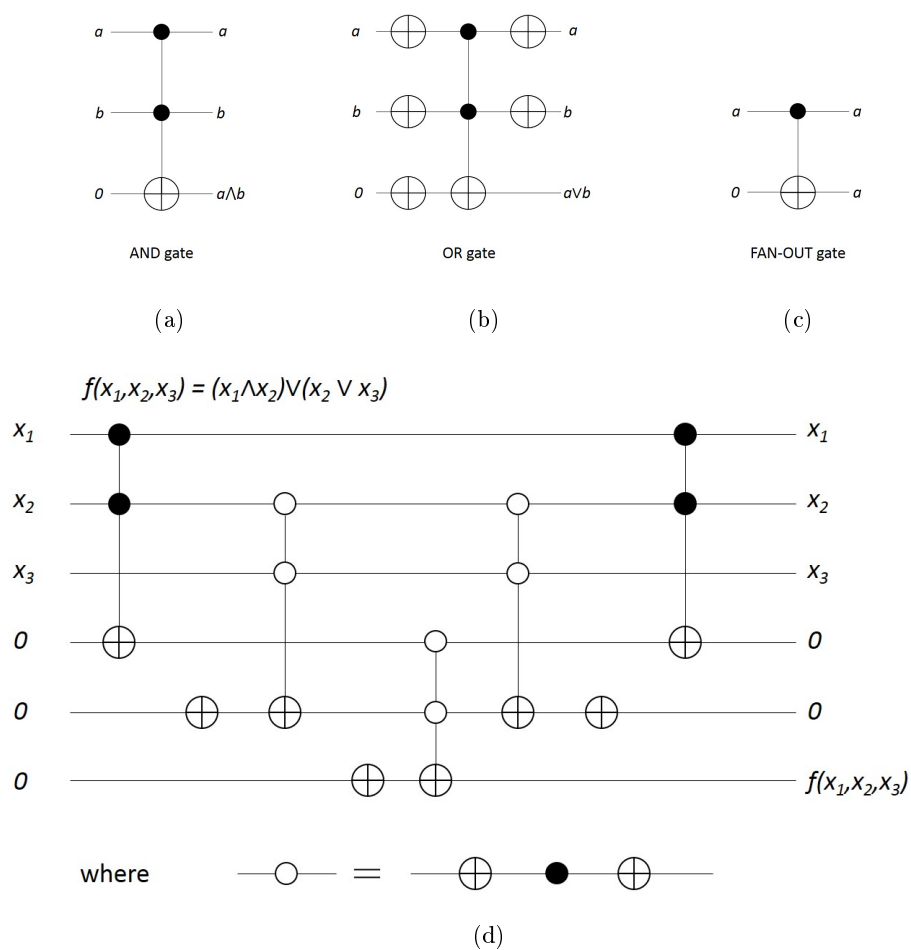 a a a a
b b b b a a
0 a∧b 0 a∨b 0 a
AND gate OR gate FAN-OUT gate
(a) (b) (c)
f(x₁,x₂,x₃) = (x₁∧x₂)∨(x₂ ∨ x₃)
x₁ x₁
x₂ x₂
x₃ x₃
0 0
0 0
0 f(x₁,x₂,x₃)
where =
(d)